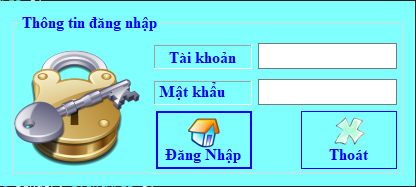 Thông tin đăng nhập
Tài khoản
Mật khẩu
Đăng Nhập
Thoát